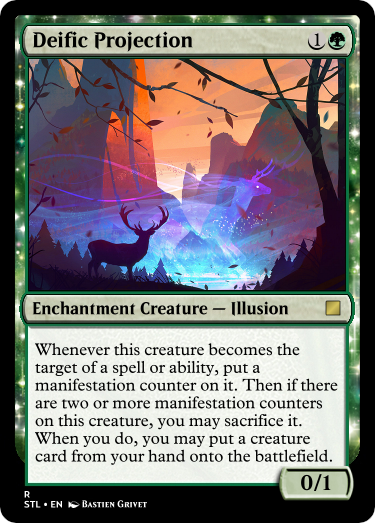 Deific Projection 1
Enchantment Creature — Illusion
Whenever this creature becomes the
target of a spell or ability, put a
manifestation counter on it. Then if there
are two or more manifestation counters
on this creature, you may sacrifice it.
When you do, you may put a creature
card from your hand onto the battlefield.
0/1
R
STL • EN Bastien Grivet